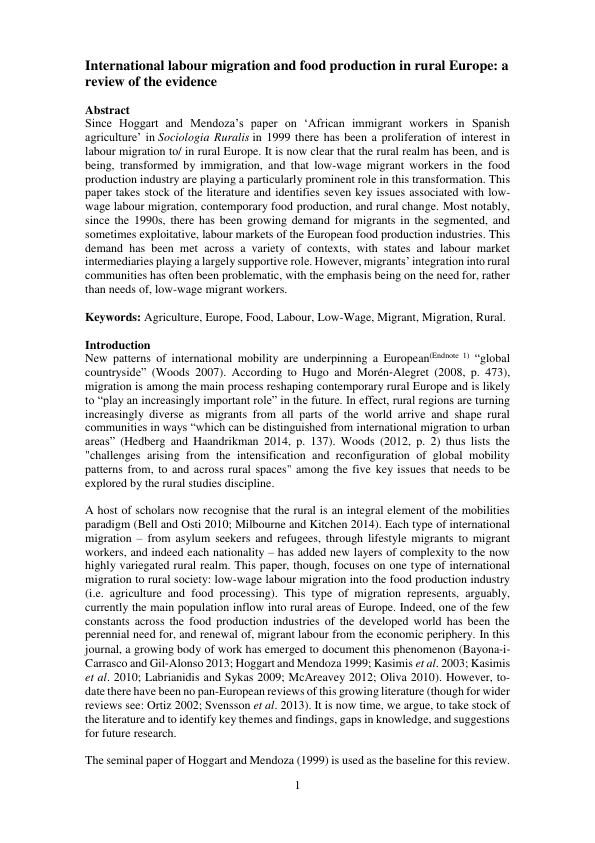 International labour migration and food production in rural Europe: a
review of the evidence
Abstract
Since Hoggart and Mendoza's paper on 'African immigrant workers in Spanish
agriculture' in Sociologia Ruralis in 1999 there has been a proliferation of interest in
labour migration to/ in rural Europe. It is now clear that the rural realm has been, and is
being, transformed by immigration, and that low-wage migrant workers in the food
production industry are playing a particularly prominent role in this transformation. This
paper takes stock of the literature and identifies seven key issues associated with low-
wage labour migration, contemporary food production, and rural change. Most notably,
since the 1990s, there has been growing demand for migrants in the segmented, and
sometimes exploitative, labour markets of the European food production industries. This
demand has been met across a variety of contexts, with states and labour market
intermediaries playing a largely supportive role. However, migrants' integration into rural
communities has often been problematic, with the emphasis being on the need for, rather
than needs of, low-wage migrant workers.
Keywords: Agriculture, Europe, Food, Labour, Low-Wage, Migrant, Migration, Rural.
Introduction
New patterns of international mobility are underpinning a European(Endnote 1) “global
countryside” (Woods 2007). According to Hugo and Morén-Alegret (2008, p. 473),
migration is among the main process reshaping contemporary rural Europe and is likely
to “play an increasingly important role” in the future. In effect, rural regions are turning
increasingly diverse as migrants from all parts of the world arrive and shape rural
communities in ways “which can be distinguished from international migration to urban
areas” (Hedberg and Haandrikman 2014, p. 137). Woods (2012, p. 2) thus lists the
"challenges arising from the intensification and reconfiguration of global mobility
patterns from, to and across rural spaces" among the five key issues that needs to be
explored by the rural studies discipline.
A host of scholars now recognise that the rural is an integral element of the mobilities
paradigm (Bell and Osti 2010; Milbourne and Kitchen 2014). Each type of international
migration – from asylum seekers and refugees, through lifestyle migrants to migrant
workers, and indeed each nationality – has added new layers of complexity to the now
highly variegated rural realm. This paper, though, focuses on one type of international
migration to rural society: low-wage labour migration into the food production industry
(i.e. agriculture and food processing). This type of migration represents, arguably,
currently the main population inflow into rural areas of Europe. Indeed, one of the few
constants across the food production industries of the developed world has been the
perennial need for, and renewal of, migrant labour from the economic periphery. In this
journal, a growing body of work has emerged to document this phenomenon (Bayona-i-
Carrasco and Gil-Alonso 2013; Hoggart and Mendoza 1999; Kasimis et al. 2003; Kasimis
et al. 2010; Labrianidis and Sykas 2009; McAreavey 2012; Oliva 2010). However, to-
date there have been no pan-European reviews of this growing literature (though for wider
reviews see: Ortiz 2002; Svensson et al. 2013). It is now time, we argue, to take stock of
the literature and to identify key themes and findings, gaps in knowledge, and suggestions
for future research.
The seminal paper of Hoggart and Mendoza (1999) is used as the baseline for this review.
1